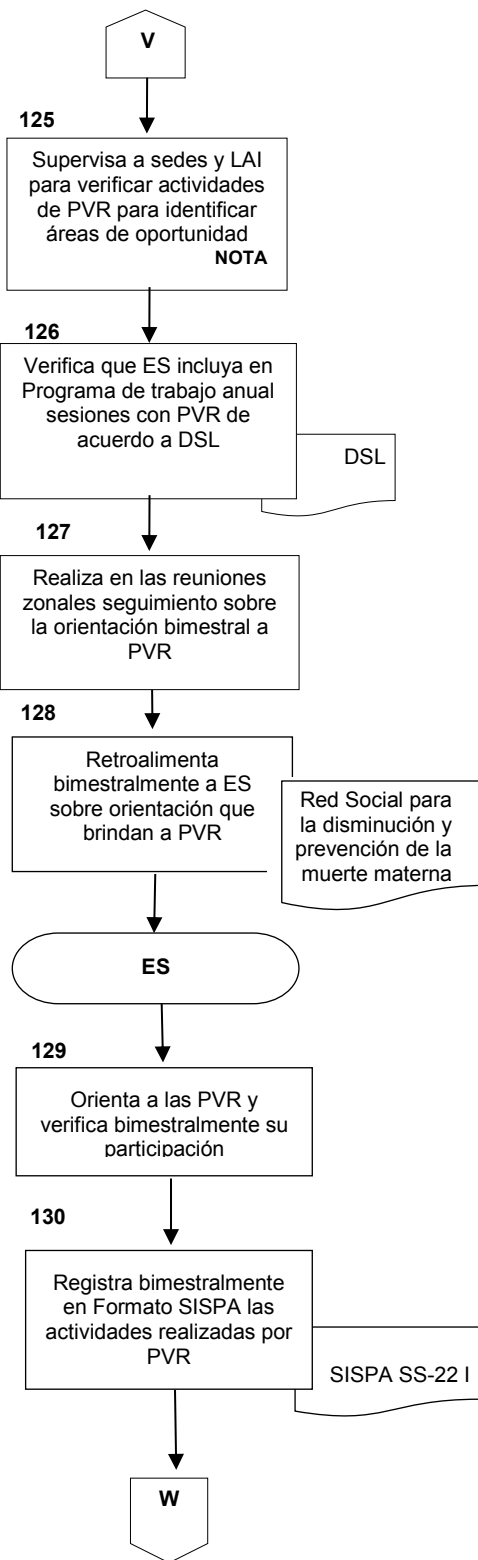 V
125
Supervisa a sedes y LAI
para verificar actividades
de PVR para identificar
áreas de oportunidad
NOTA
126
Verifica que ES incluya en
Programa de trabajo anual
sesiones con PVR de
acuerdo a DSL
DSL
127
Realiza en las reuniones
zonales seguimiento sobre
la orientación bimestral a
PVR
128
Retroalimenta
bimestralmente a ES
sobre orientación que
brindan a PVR
Red Social para
la disminución y
prevención de la
muerte materna
ES
129
Orienta a las PVR y
verifica bimestralmente su
participación
130
Registra bimestralmente
en Formato SISPA las
actividades realizadas por
PVR
SISPA SS-22 I
W